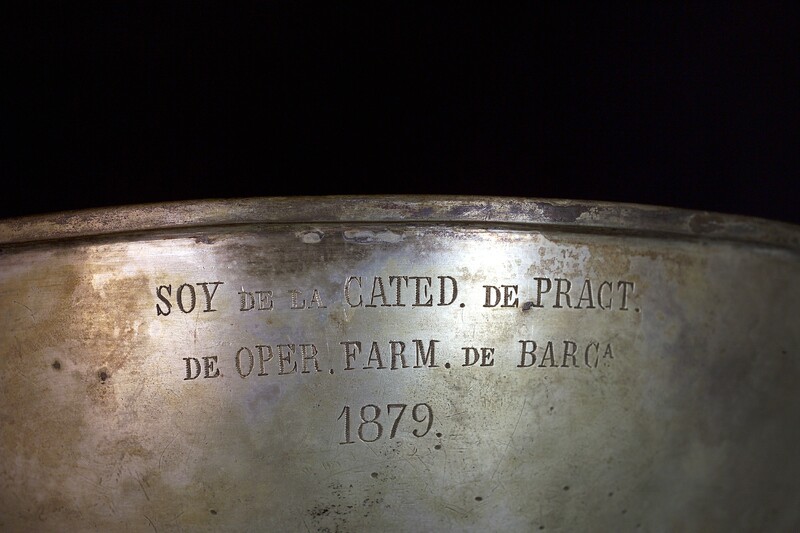 SOY DE LA CATED. DE PRACT.
DE OPER. FARM. DE BARCᴬ
1879.